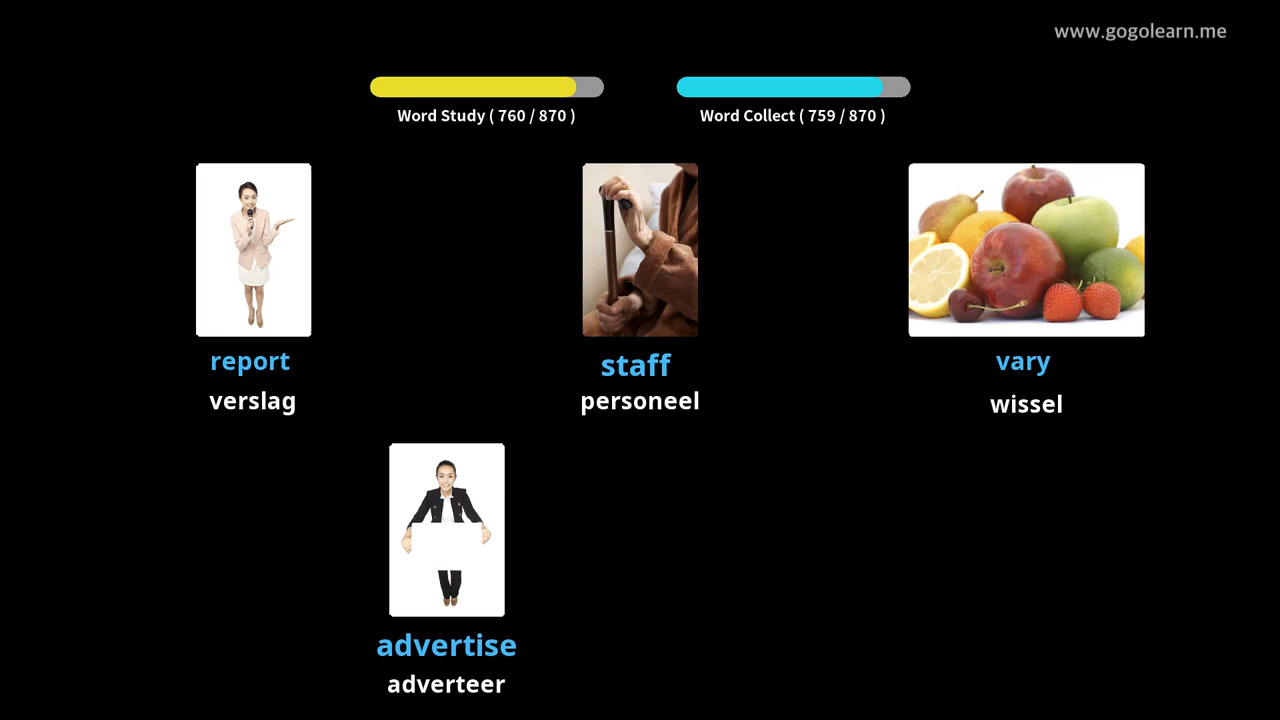 www.gogolearn.me
Word Study ( 760 / 870 )
Word Collect ( 759 / 870 )
report
staff
vary
verslag
personeel
wissel
advertise
adverteer